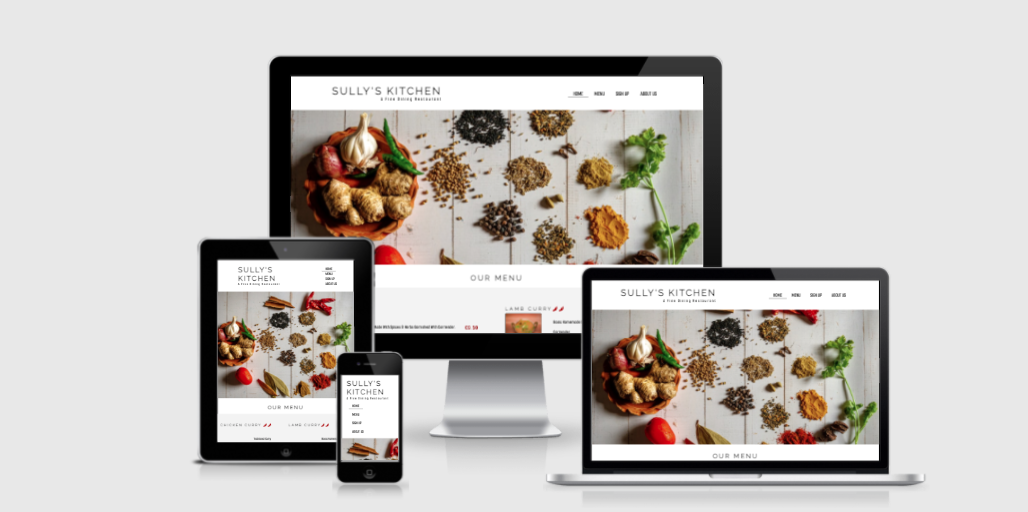 SULLY'S KITCHEN
A Fine Dining Restaurant
HOME MENU SIGN UP ABOUT US
OUR MENU
LAMB CURRY
£5.50
SULLY'S
KITCHEN
A Fine Dining Restaurant
HOME
MENU
SIGN UP
ABOUT US
OUR MENU
CHICKEN CURRY LAMB CURRY
SULLY'S
KITCHEN
A Fine Dining Restaurant
HOME
MENU
SIGN UP
ABOUT US
SULLY'S KITCHEN
A Fine Dining Restaurant
HOME MENU SIGN UP ABOUT US
OUR MENU